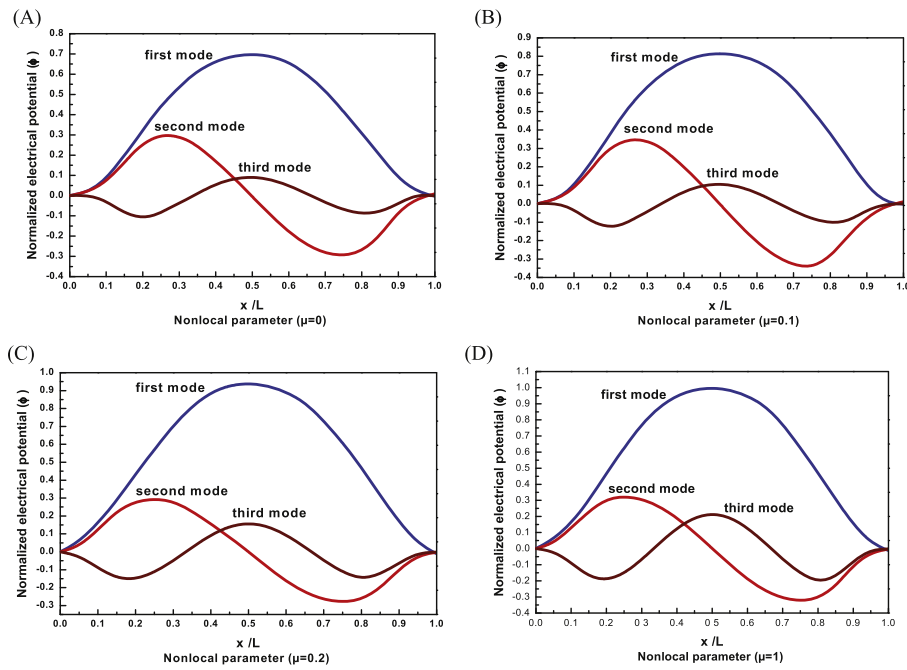 (A)
Normalized electrical potential (ϕ)
0.8
0.7
0.6
0.5
0.4
0.3
0.2
0.1
0.0
-0.1
-0.2
-0.3
-0.4
first mode
second mode
third mode
0.0 0.1 0.2 0.3 0.4 0.5 0.6 0.7 0.8 0.9 1.0
x /L
Nonlocal parameter (μ=0)
(B)
Normalized electrical potential (ϕ)
0.9
0.8
0.7
0.6
0.5
0.4
0.3
0.2
0.1
0.0
-0.1
-0.2
-0.3
-0.4
first mode
second mode
third mode
0.0 0.1 0.2 0.3 0.4 0.5 0.6 0.7 0.8 0.9 1.0
x /L
Nonlocal parameter (μ=0.1)
(C)
Normalized electrical potential (ϕ)
1.0
0.9
0.8
0.7
0.6
0.5
0.4
0.3
0.2
0.1
0.0
-0.1
-0.2
-0.3
first mode
second mode
third mode
0.0 0.1 0.2 0.3 0.4 0.5 0.6 0.7 0.8 0.9 1.0
x /L
Nonlocal parameter (μ=0.2)
(D)
Normalized electrical potential (ϕ)
1.1
1.0
0.9
0.8
0.7
0.6
0.5
0.4
0.3
0.2
0.1
0.0
-0.1
-0.2
-0.3
-0.4
first mode
second mode
third mode
0.0 0.1 0.2 0.3 0.4 0.5 0.6 0.7 0.8 0.9 1.0
x /L
Nonlocal parameter (μ=1)